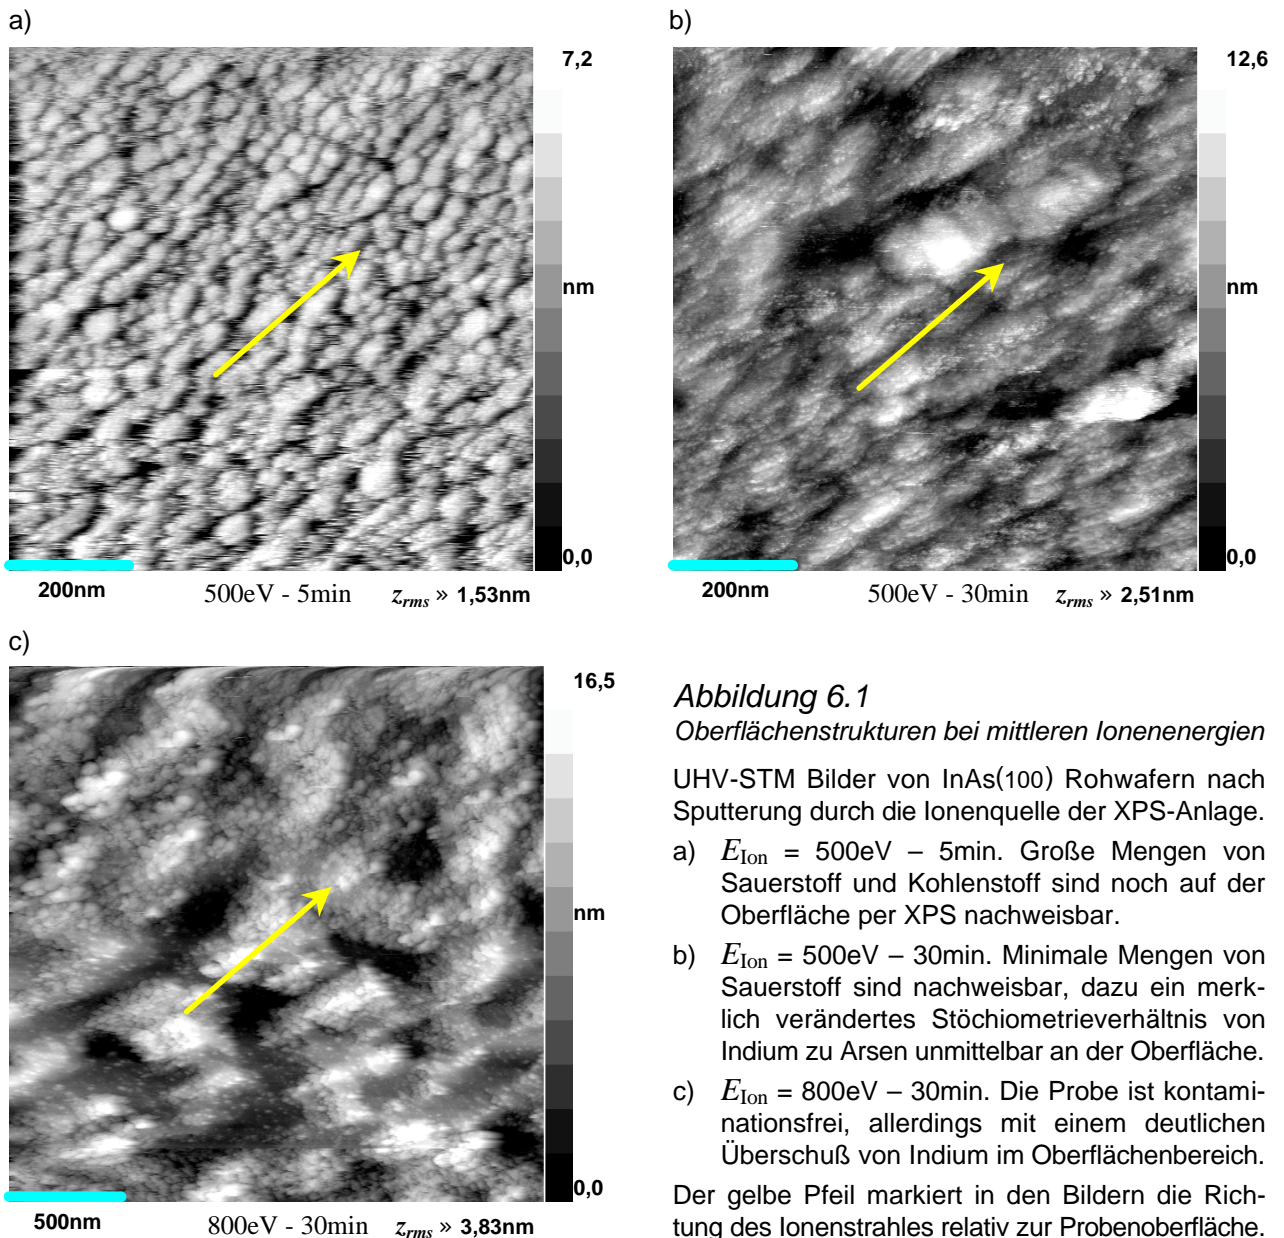 a)
7,2
nm
0,0
200nm
500eV - 5min zrms » 1,53nm
b)
12,6
nm
0,0
200nm
500eV - 30min zrms » 2,51nm
c)
16,5
nm
0,0
500nm
800eV - 30min zrms » 3,83nm
Abbildung 6.1
Oberflächenstrukturen bei mittleren Ionenenergien
UHV-STM Bilder von InAs(100) Rohwafern nach
Sputterung durch die Ionenquelle der XPS-Anlage.
a) EIon = 500eV – 5min. Große Mengen von
Sauerstoff und Kohlenstoff sind noch auf der
Oberfläche per XPS nachweisbar.
b) EIon = 500eV – 30min. Minimale Mengen von
Sauerstoff sind nachweisbar, dazu ein merk-
lich verändertes Stöchiometrieverhältnis von
Indium zu Arsen unmittelbar an der Oberfläche.
c) EIon = 800eV – 30min. Die Probe ist kontami-
nationsfrei, allerdings mit einem deutlichen
Überschuß von Indium im Oberflächenbereich.
Der gelbe Pfeil markiert in den Bildern die Rich-
tung des Ionenstrahles relativ zur Probenoberfläche.